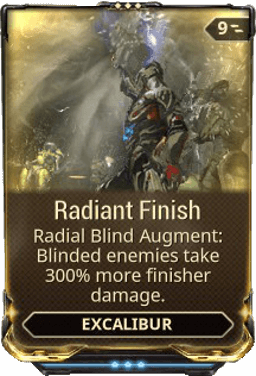 9
Radiant Finish
Radial Blind Augment:
Blinded enemies take
300% more finisher
damage.
EXCALIBUR